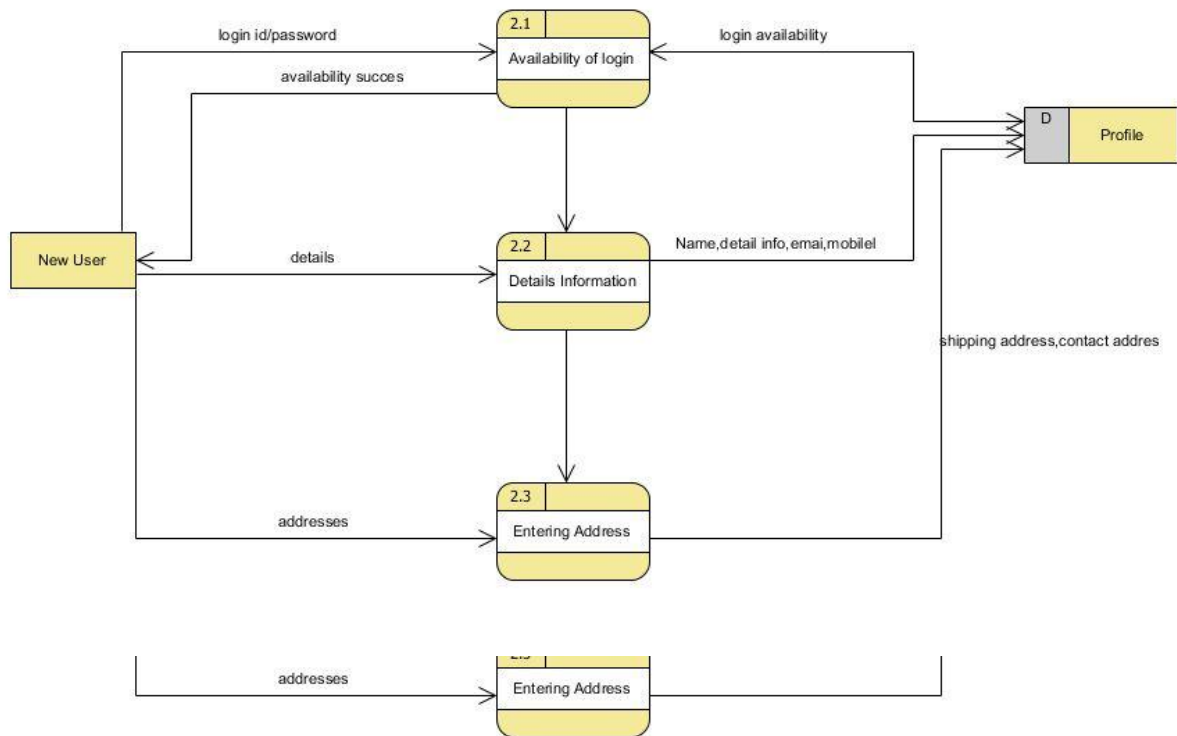 2.1
login id/password
login availability
Availability of login
availability succes
D
Profile
2.2
Name,detail info,emai,mobilel
New User
details
Details Information
shipping address,contact addres
2.3
addresses
Entering Address
addresses
Entering Address